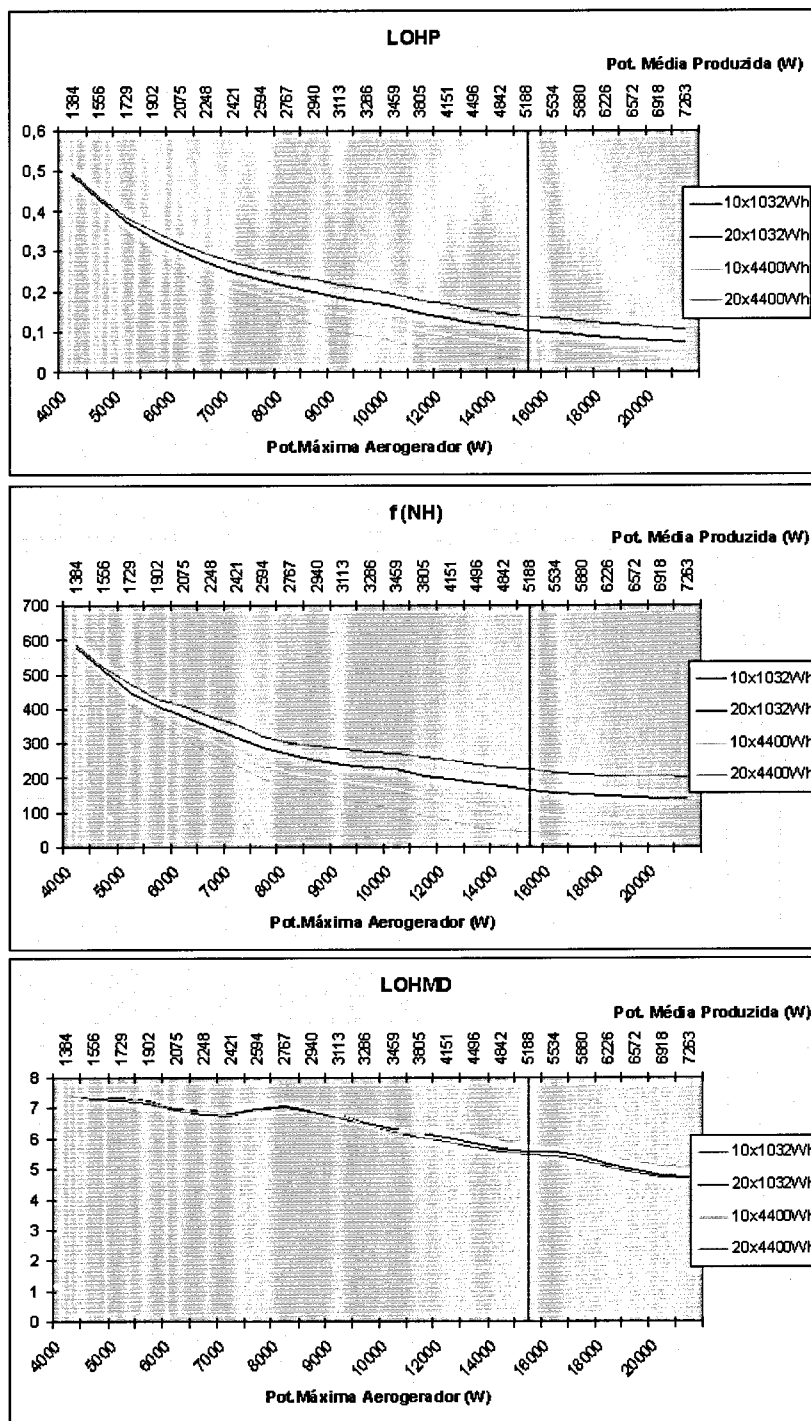 LOHP
Pot. Média Produzida (W)
1384 1556 1729 1902 2075 2248 2421 2594 2767 2940 3113 3286 3459 3805 4151 4496 4842 5188 5534 5880 6226 6572 6918 7263
0,6
0,5
0,4
0,3
0,2
0,1
0
10x1032Wh
20x1032Wh
10x4400Wh
20x4400Wh
4000 5000 6000 7000 8000 9000 10000 12000 14000 16000 18000 20000
Pot.Máxima Aerogerador (W)
f(NH)
Pot. Média Produzida (W)
1384 1556 1729 1902 2075 2248 2421 2594 2767 2940 3113 3286 3459 3805 4151 4496 4842 5188 5534 5880 6226 6572 6918 7263
700
600
500
400
300
200
100
0
10x1032Wh
20x1032Wh
10x4400Wh
20x4400Wh
4000 5000 6000 7000 8000 9000 10000 12000 14000 16000 18000 20000
Pot.Máxima Aerogerador (W)
LOHMD
Pot. Média Produzida (W)
1384 1556 1729 1902 2075 2248 2421 2594 2767 2940 3113 3286 3459 3805 4151 4496 4842 5188 5534 5880 6226 6572 6918 7263
8
7
6
5
4
3
2
1
0
10x1032Wh
20x1032Wh
10x4400Wh
20x4400Wh
4000 5000 6000 7000 8000 9000 10000 12000 14000 16000 18000 20000
Pot.Máxima Aerogerador (W)